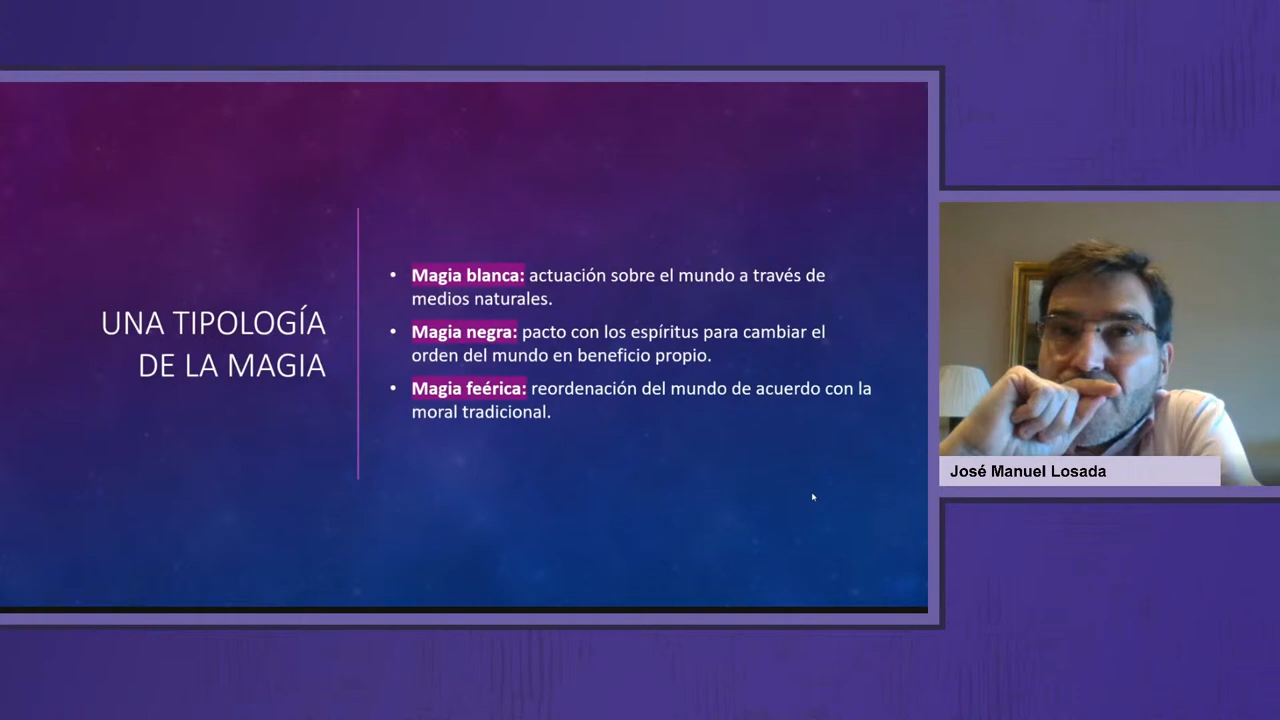 UNA TIPOLOGÍA
DE LA MAGIA
• Magia blanca: actuación sobre el mundo a través de
medios naturales.
• Magia negra: pacto con los espíritus para cambiar el
orden del mundo en beneficio propio.
• Magia feérica: reordenación del mundo de acuerdo con la
moral tradicional.
José Manuel Losada